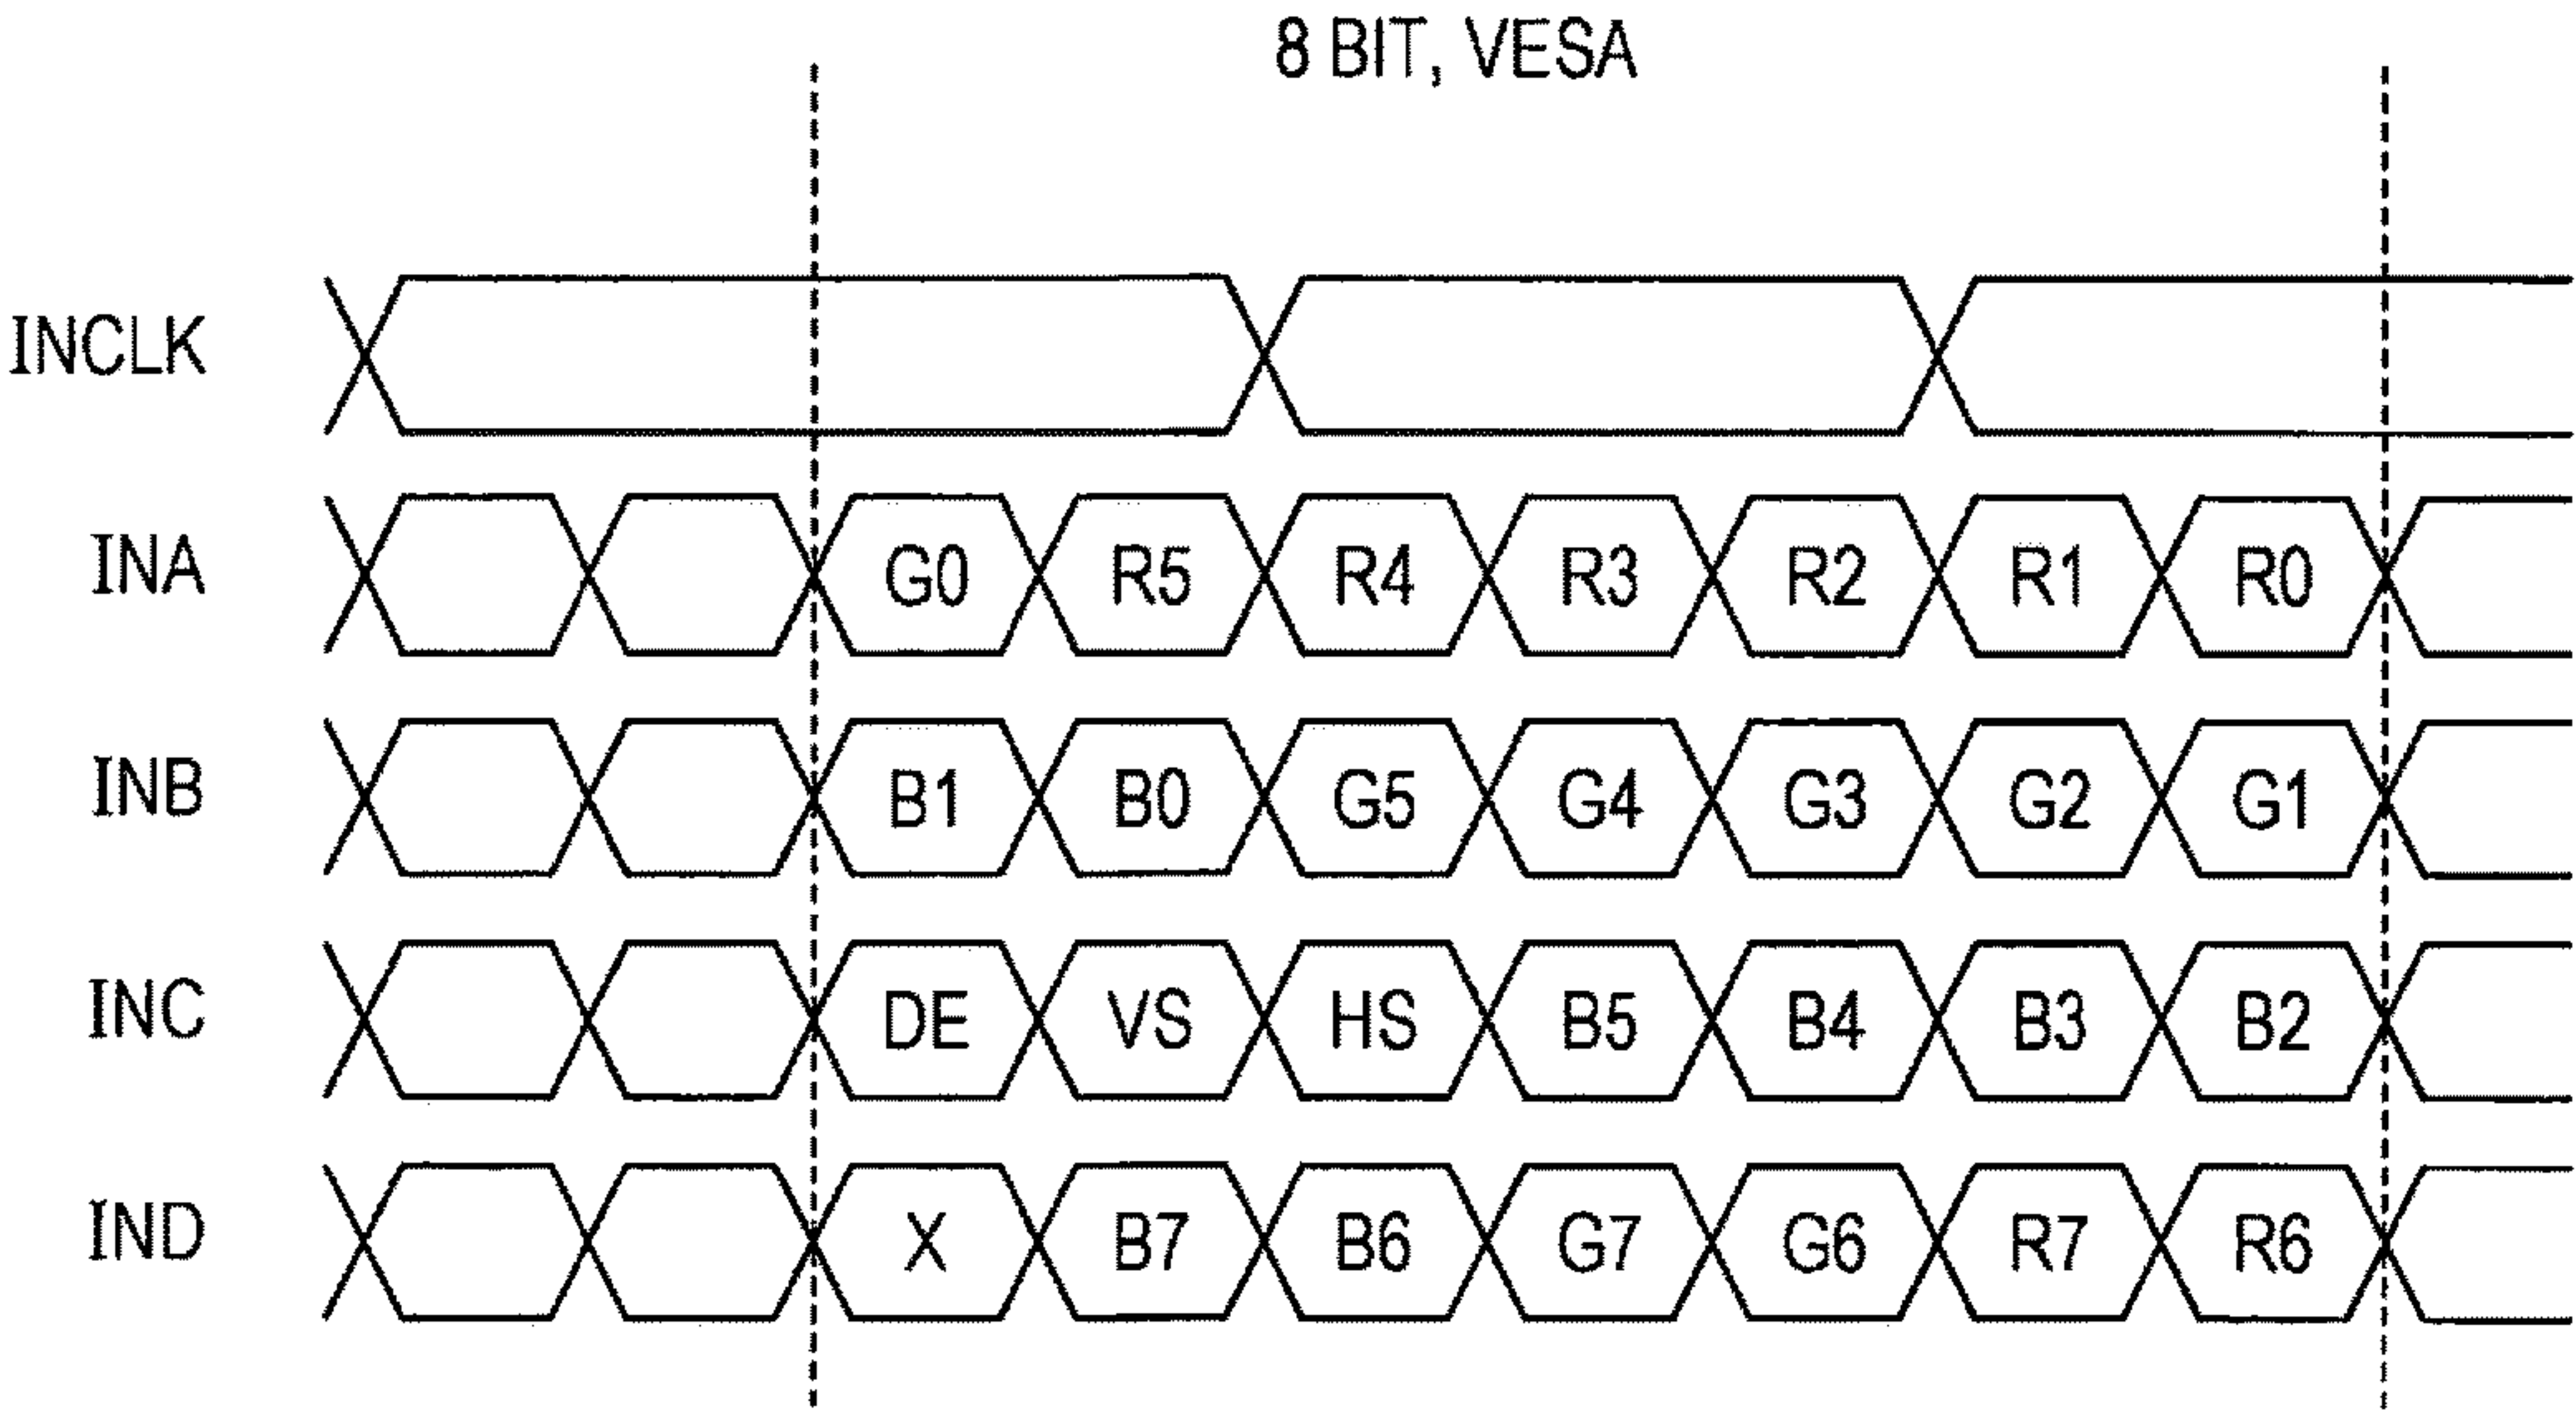 8 BIT, VESA
INCLK
INA G0 R5 R4 R3 R2 R1 R0
INB B1 B0 G5 G4 G3 G2 G1
INC DE VS HS B5 B4 B3 B2
IND X B7 B6 G7 G6 R7 R6